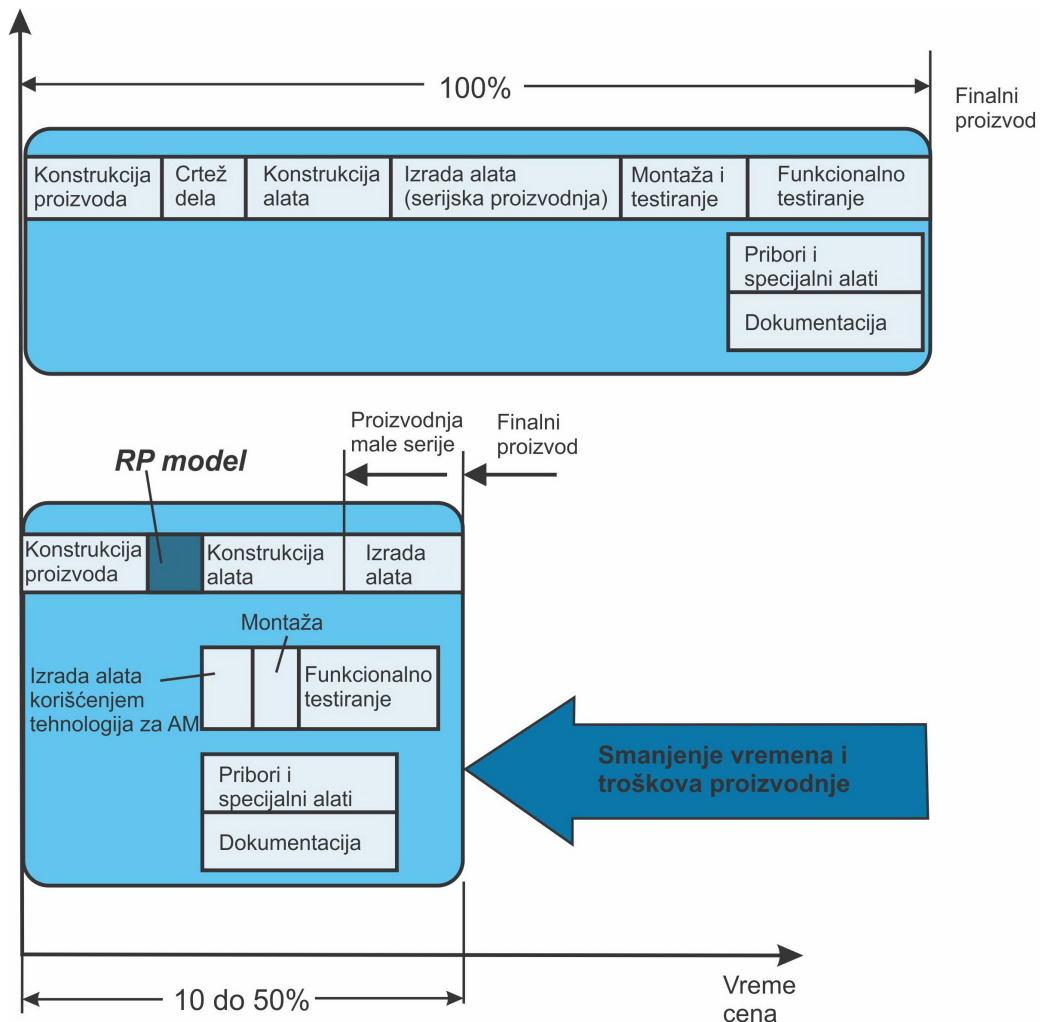 100%
Finalni
proizvod
Konstrukcija
proizvoda
Crtež
dela
Konstrukcija
alata
Izrada alata
(serijska proizvodnja)
Montaža i
testiranje
Funkcionalno
testiranje
Pribori i
specijalni alati
Dokumentacija
Proizvodnja
male serije
Finalni
proizvod
RP model
Konstrukcija
proizvoda
Konstrukcija
alata
Izrada
alata
Montaža
Izrada alata
korišćenjem
tehnologija za AM
Funkcionalno
testiranje
Pribori i
specijalni alati
Dokumentacija
Smanjenje vremena i
troškova proizvodnje
10 do 50%
Vreme
cena